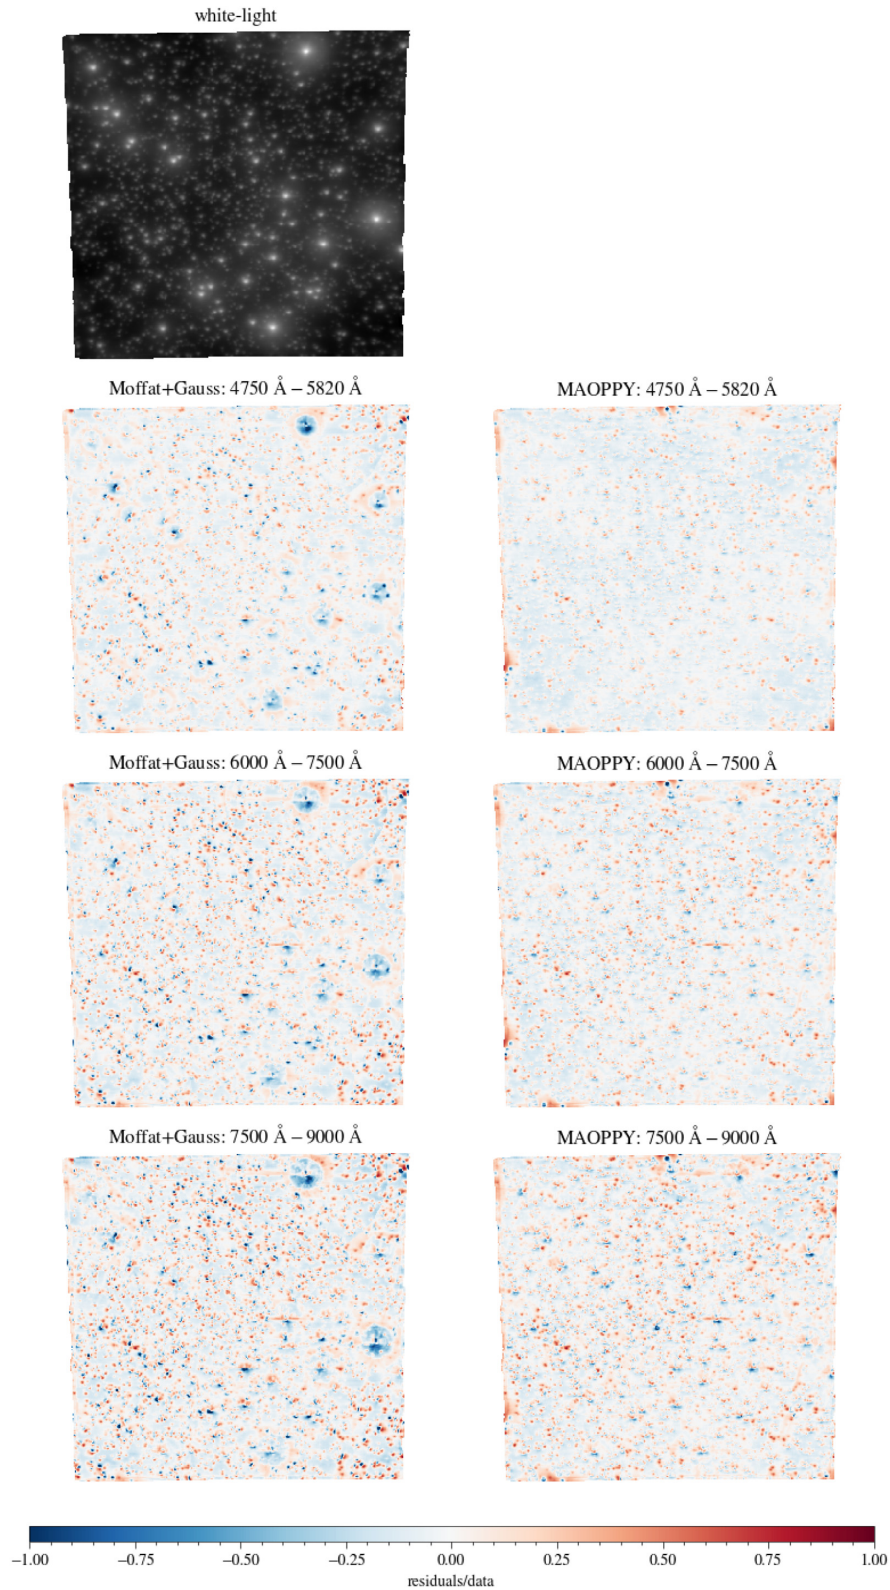 white-light
Moffat+Gauss: 4750 Å – 5820 Å
MAOPPY: 4750 Å – 5820 Å
Moffat+Gauss: 6000 Å – 7500 Å
MAOPPY: 6000 Å – 7500 Å
Moffat+Gauss: 7500 Å – 9000 Å
MAOPPY: 7500 Å – 9000 Å
−1.00 −0.75 −0.50 −0.25 0.00 0.25 0.50 0.75 1.00
residuals/data